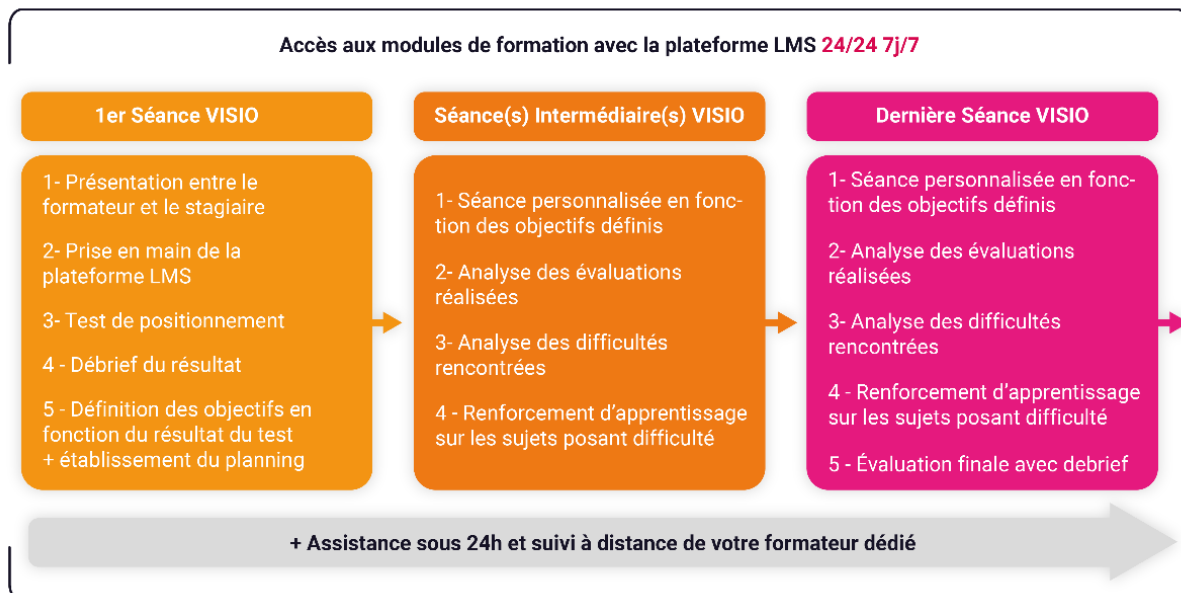 Accès aux modules de formation avec la plateforme LMS 24/24 7j/7
1er Séance VISIO
1- Présentation entre le
formateur et le stagiaire
2- Prise en main de la
plateforme LMS
3- Test de positionnement
4 - Débrief du résultat
5 - Définition des objectifs en
fonction du résultat du test
+ établissement du planning
Séance(s) Intermédiaire(s) VISIO
1- Séance personnalisée en fonc-
tion des objectifs définis
2- Analyse des évaluations
réalisées
3- Analyse des difficultés
rencontrées
4 - Renforcement d'apprentissage
sur les sujets posant difficulté
Dernière Séance VISIO
1- Séance personnalisée en fonc-
tion des objectifs définis
2- Analyse des évaluations
réalisées
3- Analyse des difficultés
rencontrées
4 - Renforcement d'apprentissage
sur les sujets posant difficulté
5 - Évaluation finale avec debrief
+ Assistance sous 24h et suivi à distance de votre formateur dédié